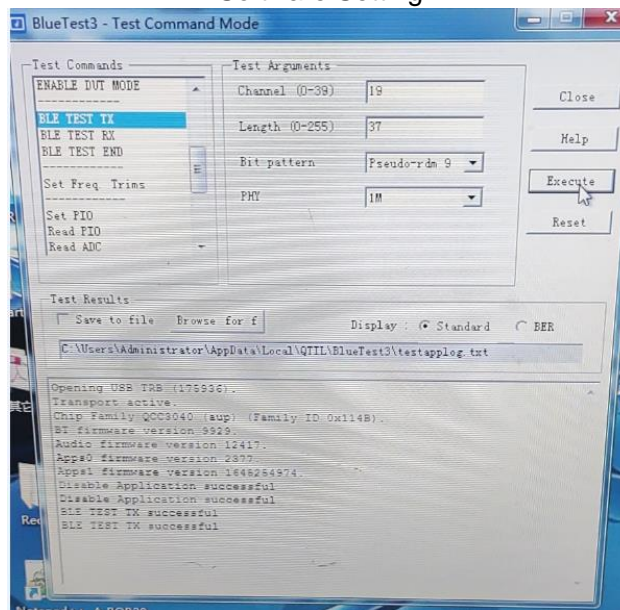 BlueTest3 - Test Command Mode
Test Commands
ENABLE DUT MODE
------------
BLE TEST TX
BLE TEST RX
BLE TEST END
------------
Set Freq Trims
------------
Set PIO
Read PIO
Read ADC
Test Arguments
Channel (0-39) 19
Length (0-255) 37
Bit pattern Pseudo-rdm 9
PHY 1M
Close
Help
Execute
Reset
Test Results
Save to file Browse for f
Display : Standard BER
C:\Users\Administrator\AppData\Local\QTIL\BlueTest3\testapplog.txt
Opening USB TRB (175936).
Transport active.
Chip Family QCC3040 (aup) (Family ID 0x114B).
BT firmware version 9929.
Audio firmware version 12417.
Apps0 firmware version 2377.
Apps1 firmware version 1648264974.
Disable Application successful
Disable Application successful
BLE TEST TX successful
BLE TEST TX successful